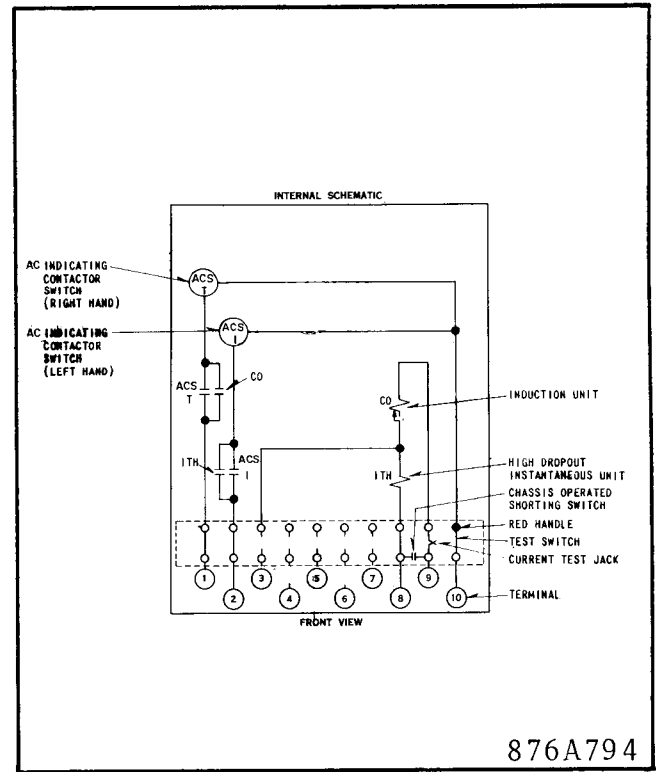 INTERNAL SCHEMATIC
AC INDICATING
CONTACTOR
SWITCH
(RIGHT HAND)
ACS
T
AC INDICATING
CONTACTOR
SWITCH
(LEFT HAND)
ACS
I
ACS
T
CO
CO
INDUCTION UNIT
ITH
ACS
I
ITH
HIGH DROPOUT
INSTANTANEOUS UNIT
CHASSIS OPERATED
SHORTING SWITCH
RED HANDLE
TEST SWITCH
CURRENT TEST JACK
1 3 5 7 9
2 4 6 8 10
TERMINAL
FRONT VIEW
876A794